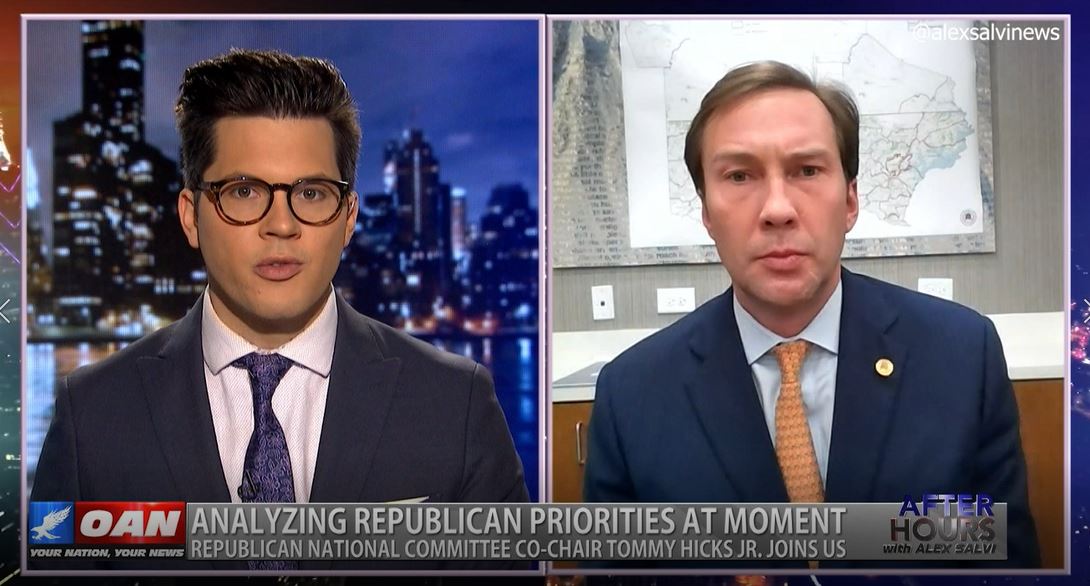 @alexsalvinews
OAN
YOUR NATION, YOUR NEWS
ANALYZING REPUBLICAN PRIORITIES AT MOMENT
REPUBLICAN NATIONAL COMMITTEE CO-CHAIR TOMMY HICKS JR. JOINS US
AFTER
HOURS
with ALEX SALVI